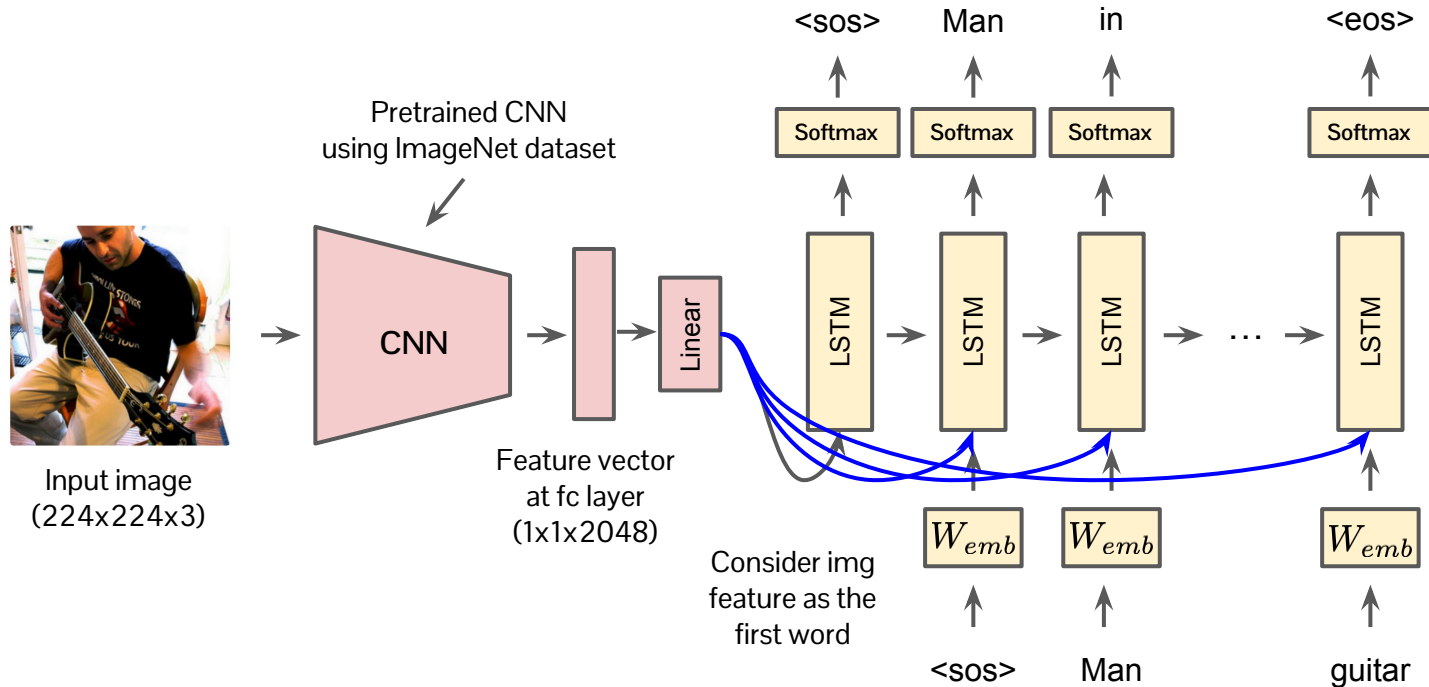 <sos> Man in <eos>
Softmax Softmax Softmax Softmax
Pretrained CNN
using ImageNet dataset
CNN
Linear
LSTM LSTM LSTM ... LSTM
Input image
(224x224x3)
Feature vector
at fc layer
(1x1x2048)
Consider img
feature as the
first word
W_emb W_emb W_emb
<sos> Man guitar